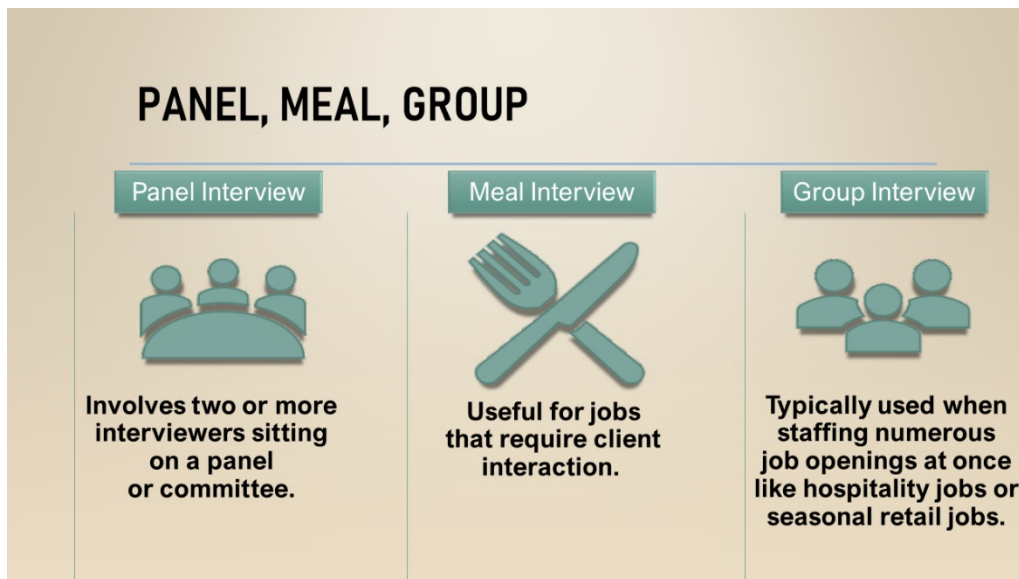 PANEL, MEAL, GROUP
Panel Interview
Involves two or more
interviewers sitting
on a panel
or committee.
Meal Interview
Useful for jobs
that require client
interaction.
Group Interview
Typically used when
staffing numerous
job openings at once
like hospitality jobs or
seasonal retail jobs.